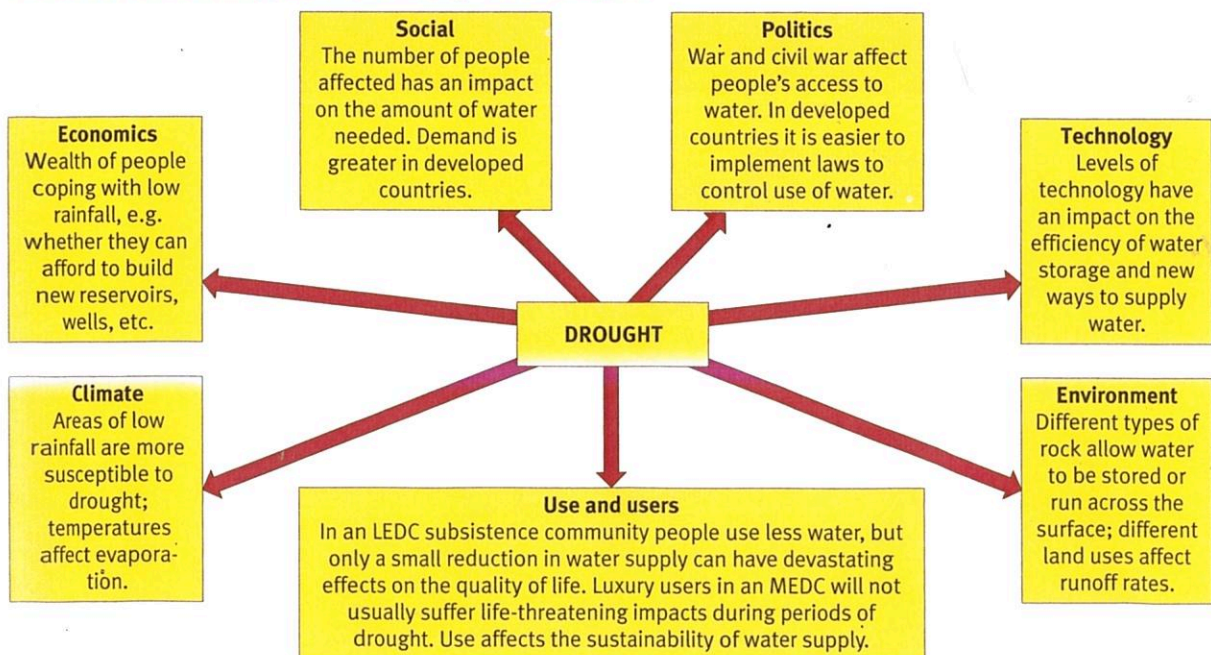 Social
The number of people
affected has an impact
on the amount of water
needed. Demand is
greater in developed
countries.
Politics
War and civil war affect
people's access to
water. In developed
countries it is easier to
implement laws to
control use of water.
Economics
Wealth of people
coping with low
rainfall, e.g.
whether they can
afford to build
new reservoirs,
wells, etc.
Technology
Levels of
technology have
an impact on the
efficiency of water
storage and new
ways to supply
water.
DROUGHT
Climate
Areas of low
rainfall are more
susceptible to
drought;
temperatures
affect evapora-
tion.
Use and users
In an LEDC subsistence community people use less water, but
only a small reduction in water supply can have devastating
effects on the quality of life. Luxury users in an MEDC will not
usually suffer life-threatening impacts during periods of
drought. Use affects the sustainability of water supply.
Environment
Different types of
rock allow water
to be stored or
run across the
surface; different
land uses affect
runoff rates.